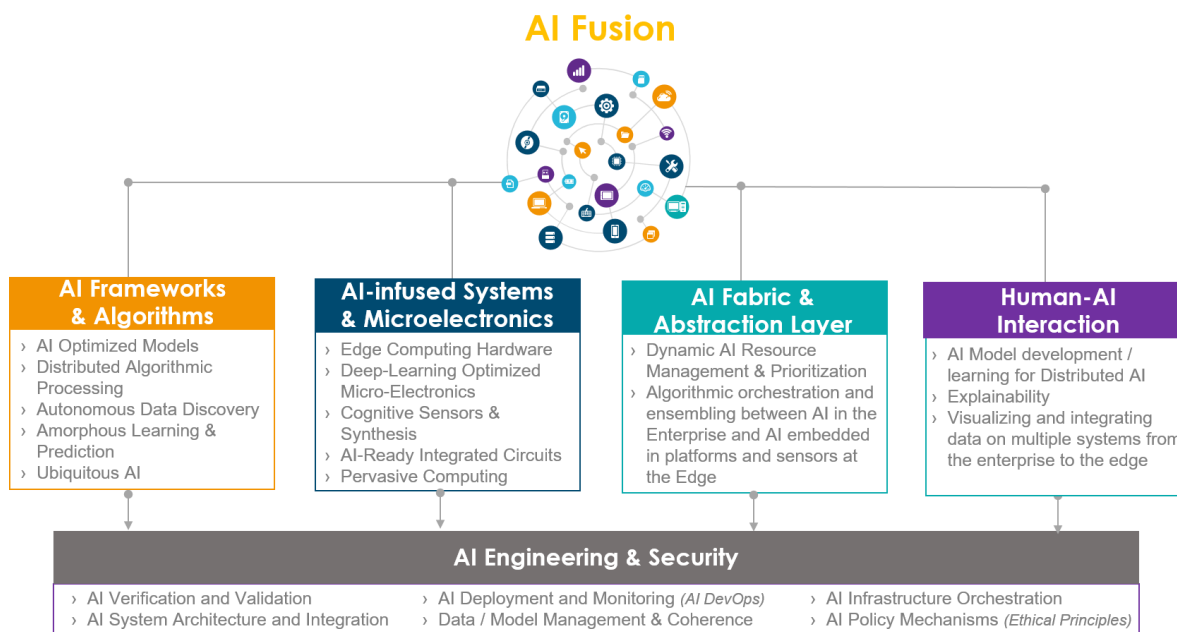 AI Fusion
AI Frameworks
& Algorithms
› AI Optimized Models
› Distributed Algorithmic
Processing
› Autonomous Data Discovery
› Amorphous Learning &
Prediction
› Ubiquitous AI
AI-infused Systems
& Microelectronics
› Edge Computing Hardware
› Deep-Learning Optimized
Micro-Electronics
› Cognitive Sensors &
Synthesis
› AI-Ready Integrated Circuits
› Pervasive Computing
AI Fabric &
Abstraction Layer
› Dynamic AI Resource
Management & Prioritization
› Algorithmic orchestration and
ensembling between AI in the
Enterprise and AI embedded
in platforms and sensors at
the Edge
Human-AI
Interaction
› AI Model development /
learning for Distributed AI
› Explainability
› Visualizing and integrating
data on multiple systems from
the enterprise to the edge
AI Engineering & Security
› AI Verification and Validation
› AI System Architecture and Integration
› AI Deployment and Monitoring (AI DevOps)
› Data / Model Management & Coherence
› AI Infrastructure Orchestration
› AI Policy Mechanisms (Ethical Principles)